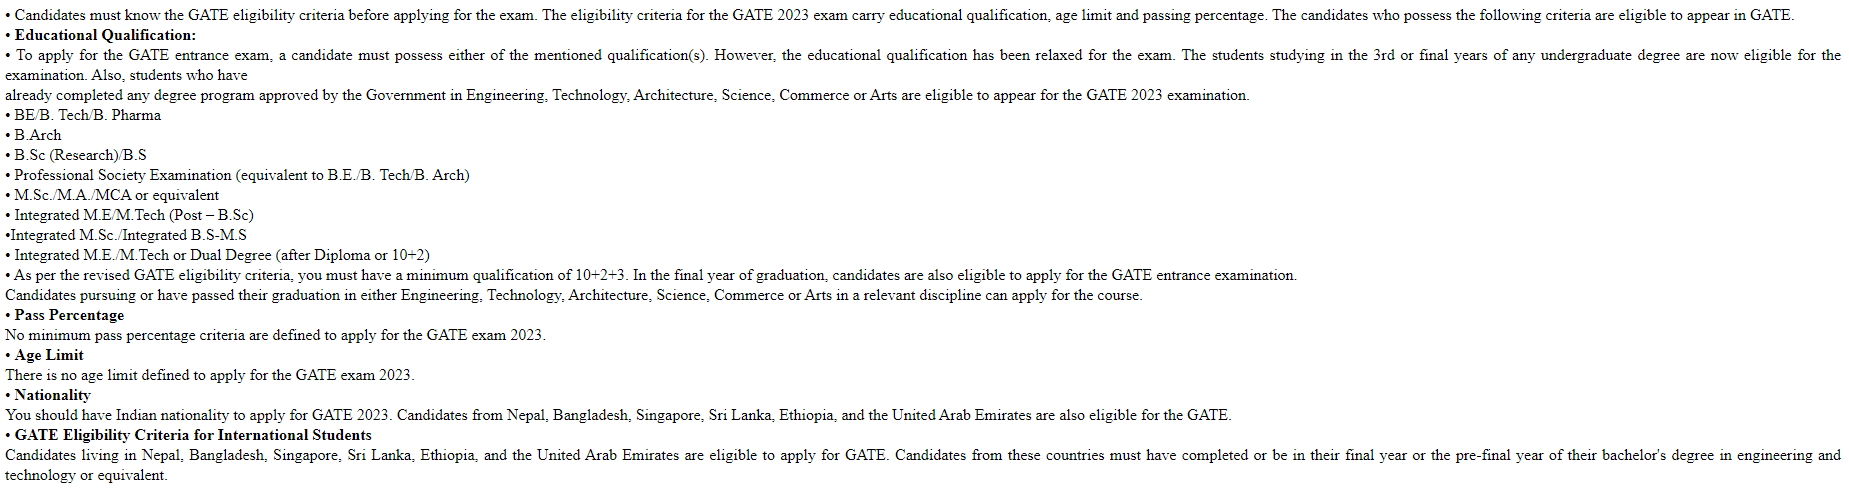 • Candidates must know the GATE eligibility criteria before applying for the exam. The eligibility criteria for the GATE 2023 exam carry educational qualification, age limit and passing percentage. The candidates who possess the following criteria are eligible to appear in GATE.
• Educational Qualification:
• To apply for the GATE entrance exam, a candidate must possess either of the mentioned qualification(s). However, the educational qualification has been relaxed for the exam. The students studying in the 3rd or final years of any undergraduate degree are now eligible for the
examination. Also, students who have
already completed any degree program approved by the Government in Engineering, Technology, Architecture, Science, Commerce or Arts are eligible to appear for the GATE 2023 examination.
• BE/B. Tech/B. Pharma
• B.Arch
• B.Sc (Research)/B.S
• Professional Society Examination (equivalent to B.E./B. Tech/B. Arch)
• M.Sc./M.A./MCA or equivalent
• Integrated M.E/M.Tech (Post – B.Sc)
•Integrated M.Sc./Integrated B.S-M.S
• Integrated M.E./M.Tech or Dual Degree (after Diploma or 10+2)
• As per the revised GATE eligibility criteria, you must have a minimum qualification of 10+2+3. In the final year of graduation, candidates are also eligible to apply for the GATE entrance examination.
Candidates pursuing or have passed their graduation in either Engineering, Technology, Architecture, Science, Commerce or Arts in a relevant discipline can apply for the course.
• Pass Percentage
No minimum pass percentage criteria are defined to apply for the GATE exam 2023.
• Age Limit
There is no age limit defined to apply for the GATE exam 2023.
• Nationality
You should have Indian nationality to apply for GATE 2023. Candidates from Nepal, Bangladesh, Singapore, Sri Lanka, Ethiopia, and the United Arab Emirates are also eligible for the GATE.
• GATE Eligibility Criteria for International Students
Candidates living in Nepal, Bangladesh, Singapore, Sri Lanka, Ethiopia, and the United Arab Emirates are eligible to apply for GATE. Candidates from these countries must have completed or be in their final year or the pre-final year of their bachelor's degree in engineering and
technology or equivalent.